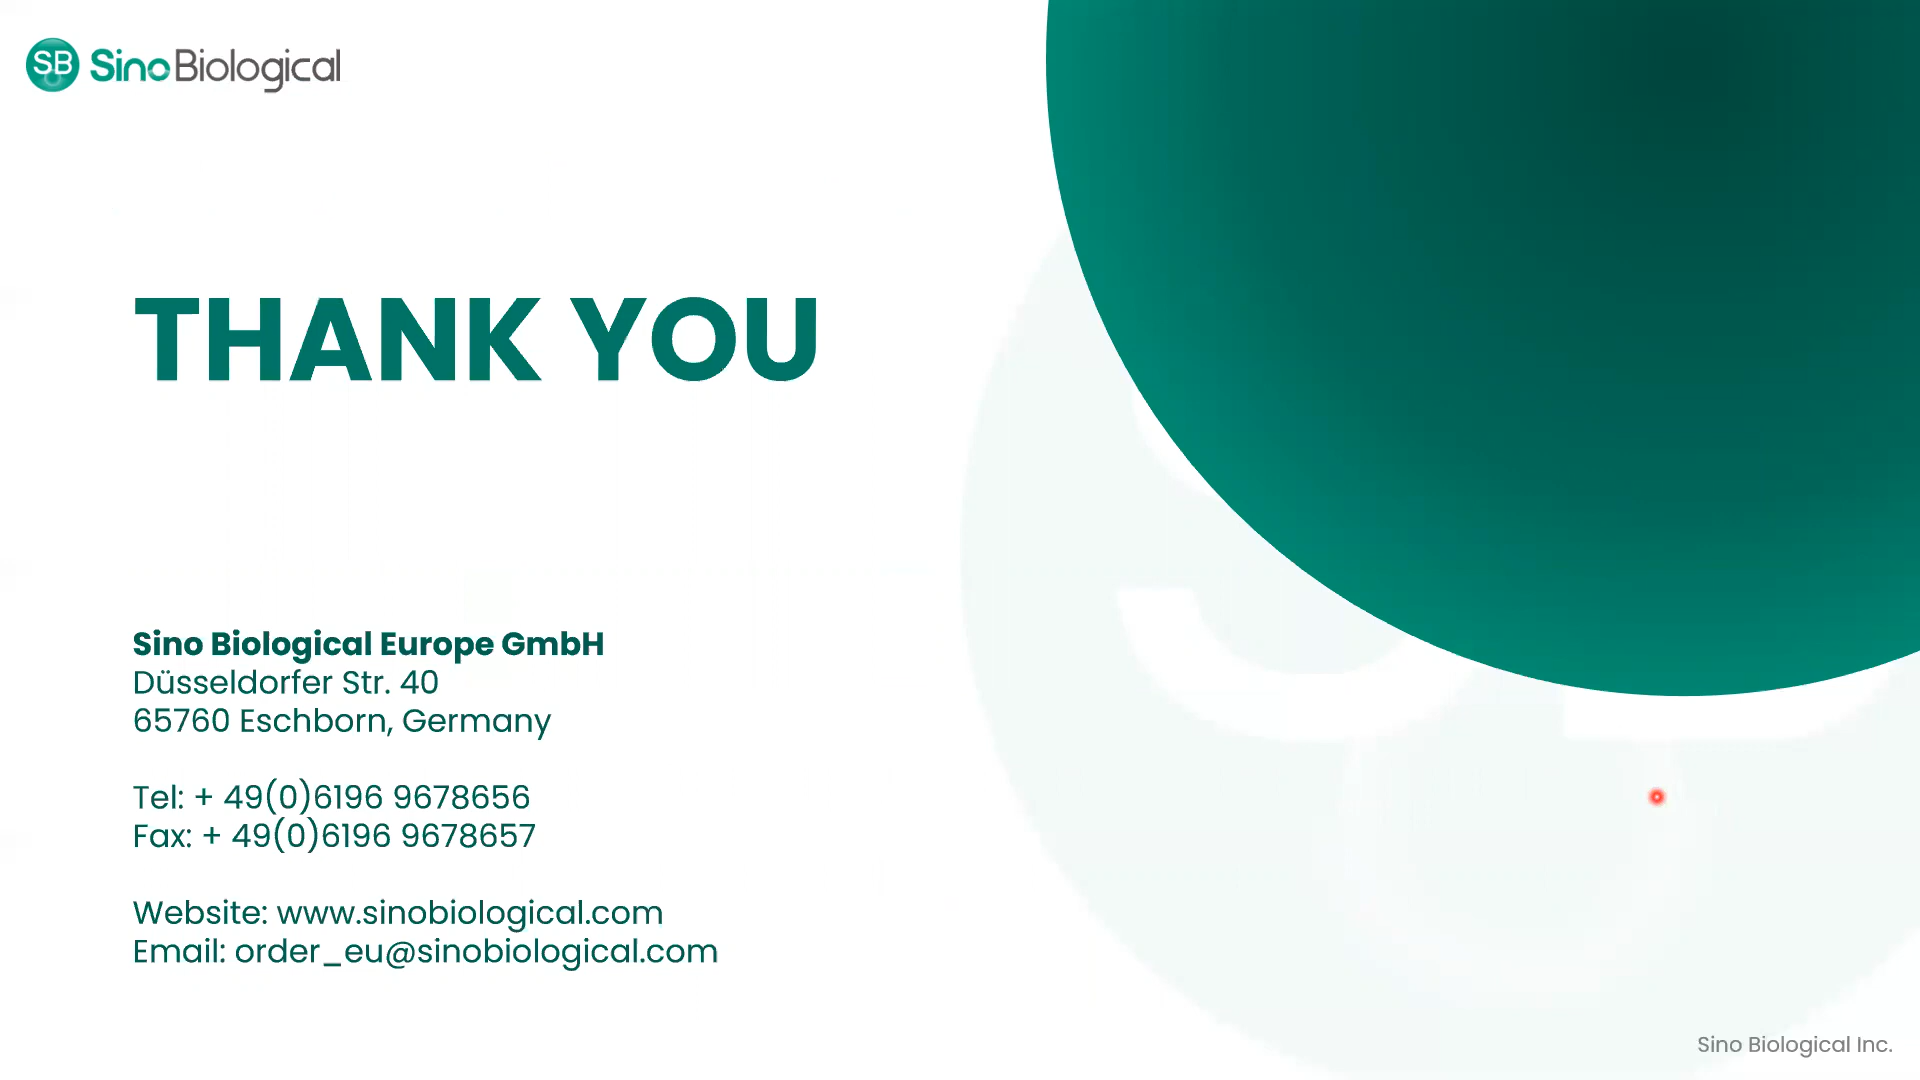 SB SinoBiological
THANK YOU
Sino Biological Europe GmbH
Düsseldorfer Str. 40
65760 Eschborn, Germany
Tel: + 49(0)6196 9678656
Fax: + 49(0)6196 9678657
Website: www.sinobiological.com
Email: order_eu@sinobiological.com
Sino Biological Inc.